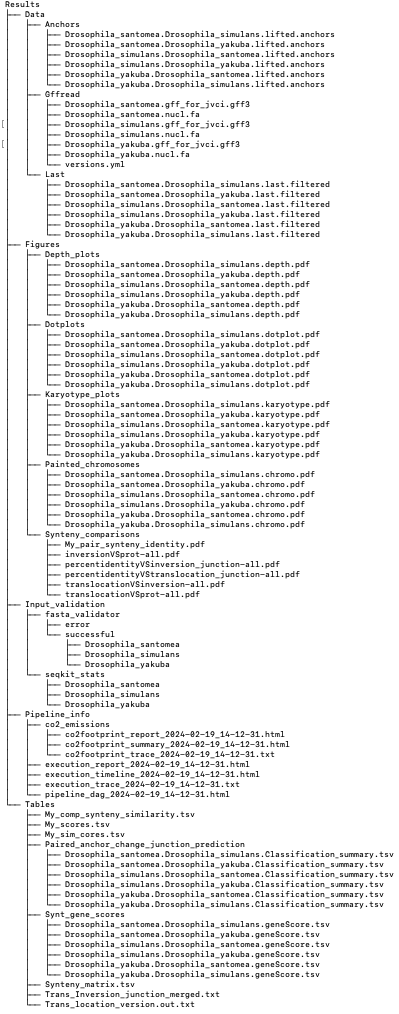 Results
├── Data
│   ├── Anchors
│   │   ├── Drosophila_santomea.Drosophila_simulans.lifted.anchors
│   │   ├── Drosophila_santomea.Drosophila_yakuba.lifted.anchors
│   │   ├── Drosophila_simulans.Drosophila_santomea.lifted.anchors
│   │   ├── Drosophila_simulans.Drosophila_yakuba.lifted.anchors
│   │   ├── Drosophila_yakuba.Drosophila_santomea.lifted.anchors
│   │   ├── Drosophila_yakuba.Drosophila_simulans.lifted.anchors
│   ├── Gffread
│   │   ├── Drosophila_santomea.gff_for_jvci.gff3
│   │   ├── Drosophila_santomea.nucl.fa
│   │   ├── Drosophila_simulans.gff_for_jvci.gff3
│   │   ├── Drosophila_simulans.nucl.fa
│   │   ├── Drosophila_yakuba.gff_for_jvci.gff3
│   │   ├── Drosophila_yakuba.nucl.fa
│   │   ├── versions.yml
│   ├── Last
│   │   ├── Drosophila_santomea.Drosophila_simulans.last.filtered
│   │   ├── Drosophila_santomea.Drosophila_yakuba.last.filtered
│   │   ├── Drosophila_simulans.Drosophila_santomea.last.filtered
│   │   ├── Drosophila_simulans.Drosophila_yakuba.last.filtered
│   │   ├── Drosophila_yakuba.Drosophila_santomea.last.filtered
│   │   ├── Drosophila_yakuba.Drosophila_simulans.last.filtered
├── Figures
│   ├── Depth_plots
│   │   ├── Drosophila_santomea.Drosophila_simulans.depth.pdf
│   │   ├── Drosophila_santomea.Drosophila_yakuba.depth.pdf
│   │   ├── Drosophila_simulans.Drosophila_santomea.depth.pdf
│   │   ├── Drosophila_simulans.Drosophila_yakuba.depth.pdf
│   │   ├── Drosophila_yakuba.Drosophila_santomea.depth.pdf
│   │   ├── Drosophila_yakuba.Drosophila_simulans.depth.pdf
│   ├── Dotplots
│   │   ├── Drosophila_santomea.Drosophila_simulans.dotplot.pdf
│   │   ├── Drosophila_santomea.Drosophila_yakuba.dotplot.pdf
│   │   ├── Drosophila_simulans.Drosophila_santomea.dotplot.pdf
│   │   ├── Drosophila_simulans.Drosophila_yakuba.dotplot.pdf
│   │   ├── Drosophila_yakuba.Drosophila_santomea.dotplot.pdf
│   │   ├── Drosophila_yakuba.Drosophila_simulans.dotplot.pdf
│   ├── Karyotype_plots
│   │   ├── Drosophila_santomea.Drosophila_simulans.karyotype.pdf
│   │   ├── Drosophila_santomea.Drosophila_yakuba.karyotype.pdf
│   │   ├── Drosophila_simulans.Drosophila_santomea.karyotype.pdf
│   │   ├── Drosophila_simulans.Drosophila_yakuba.karyotype.pdf
│   │   ├── Drosophila_yakuba.Drosophila_santomea.karyotype.pdf
│   │   ├── Drosophila_yakuba.Drosophila_simulans.karyotype.pdf
│   ├── Painted_chromosomes
│   │   ├── Drosophila_santomea.Drosophila_simulans.chromo.pdf
│   │   ├── Drosophila_santomea.Drosophila_yakuba.chromo.pdf
│   │   ├── Drosophila_simulans.Drosophila_santomea.chromo.pdf
│   │   ├── Drosophila_simulans.Drosophila_yakuba.chromo.pdf
│   │   ├── Drosophila_yakuba.Drosophila_santomea.chromo.pdf
│   │   ├── Drosophila_yakuba.Drosophila_simulans.chromo.pdf
│   ├── Synteny_comparisons
│   │   ├── My_pair_synteny_identity.pdf
│   │   ├── inversionVSprot-all.pdf
│   │   ├── percentidentityVSinversion_junction-all.pdf
│   │   ├── percentidentityVStranslocation_junction-all.pdf
│   │   ├── translocationVSinversion-all.pdf
│   │   ├── translocationVSprot-all.pdf
├── Input_validation
│   ├── fasta_validator
│   │   ├── error
│   │   ├── successful
│   │       ├── Drosophila_santomea
│   │       ├── Drosophila_simulans
│   │       ├── Drosophila_yakuba
│   ├── seqkit_stats
│   │   ├── Drosophila_santomea
│   │   ├── Drosophila_simulans
│   │   ├── Drosophila_yakuba
├── Pipeline_info
│   ├── co2_emissions
│   │   ├── co2footprint_report_2024-02-19_14-12-31.html
│   │   ├── co2footprint_summary_2024-02-19_14-12-31.html
│   │   ├── co2footprint_trace_2024-02-19_14-12-31.txt
│   ├── execution_report_2024-02-19_14-12-31.html
│   ├── execution_timeline_2024-02-19_14-12-31.html
│   ├── execution_trace_2024-02-19_14-12-31.txt
│   ├── pipeline_dag_2024-02-19_14-12-31.html
├── Tables
│   ├── My_comp_synteny_similarity.tsv
│   ├── My_scores.tsv
│   ├── My_sim_cores.tsv
│   ├── Paired_anchor_change_junction_prediction
│   │   ├── Drosophila_santomea.Drosophila_simulans.Classification_summary.tsv
│   │   ├── Drosophila_santomea.Drosophila_yakuba.Classification_summary.tsv
│   │   ├── Drosophila_simulans.Drosophila_santomea.Classification_summary.tsv
│   │   ├── Drosophila_simulans.Drosophila_yakuba.Classification_summary.tsv
│   │   ├── Drosophila_yakuba.Drosophila_santomea.Classification_summary.tsv
│   │   ├── Drosophila_yakuba.Drosophila_simulans.Classification_summary.tsv
│   ├── Synt_gene_scores
│   │   ├── Drosophila_santomea.Drosophila_simulans.geneScore.tsv
│   │   ├── Drosophila_santomea.Drosophila_yakuba.geneScore.tsv
│   │   ├── Drosophila_simulans.Drosophila_santomea.geneScore.tsv
│   │   ├── Drosophila_simulans.Drosophila_yakuba.geneScore.tsv
│   │   ├── Drosophila_yakuba.Drosophila_santomea.geneScore.tsv
│   │   ├── Drosophila_yakuba.Drosophila_simulans.geneScore.tsv
│   ├── Synteny_matrix.tsv
│   ├── Trans_Inversion_junction_merged.txt
│   ├── Trans_location_version.out.txt